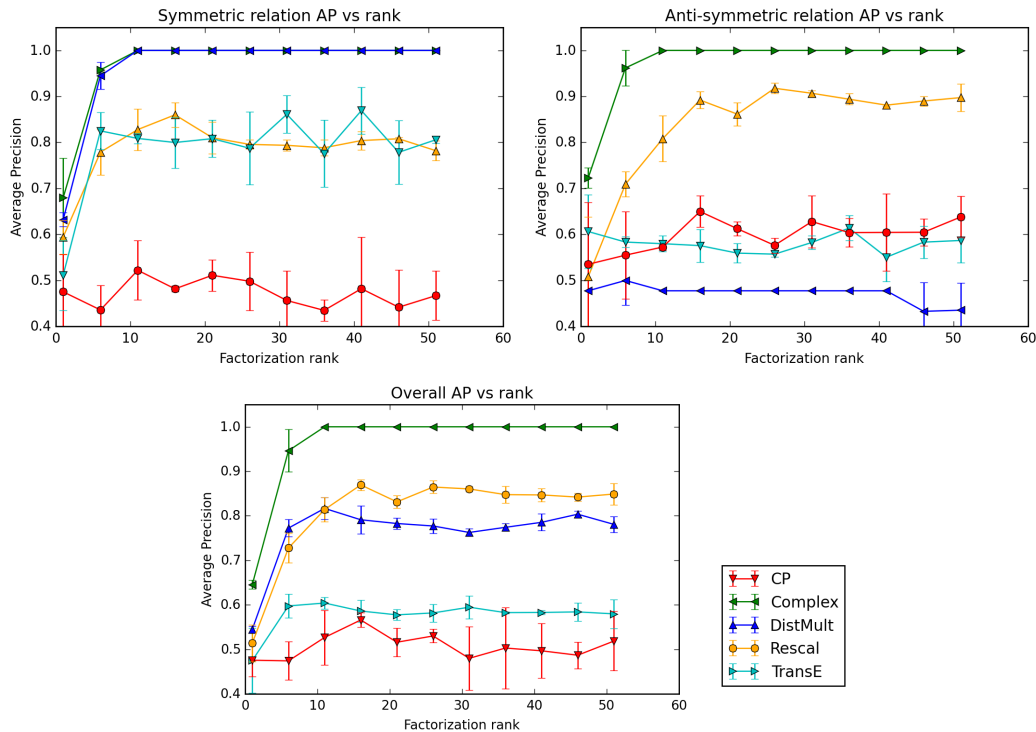 Symmetric relation AP vs rank
Average Precision
1.0
0.9
0.8
0.7
0.6
0.5
0.4
0 10 20 30 40 50 60
Factorization rank
Anti-symmetric relation AP vs rank
Average Precision
1.0
0.9
0.8
0.7
0.6
0.5
0.4
0 10 20 30 40 50 60
Factorization rank
Overall AP vs rank
Average Precision
1.0
0.9
0.8
0.7
0.6
0.5
0.4
0 10 20 30 40 50 60
Factorization rank
CP
Complex
DistMult
Rescal
TransE